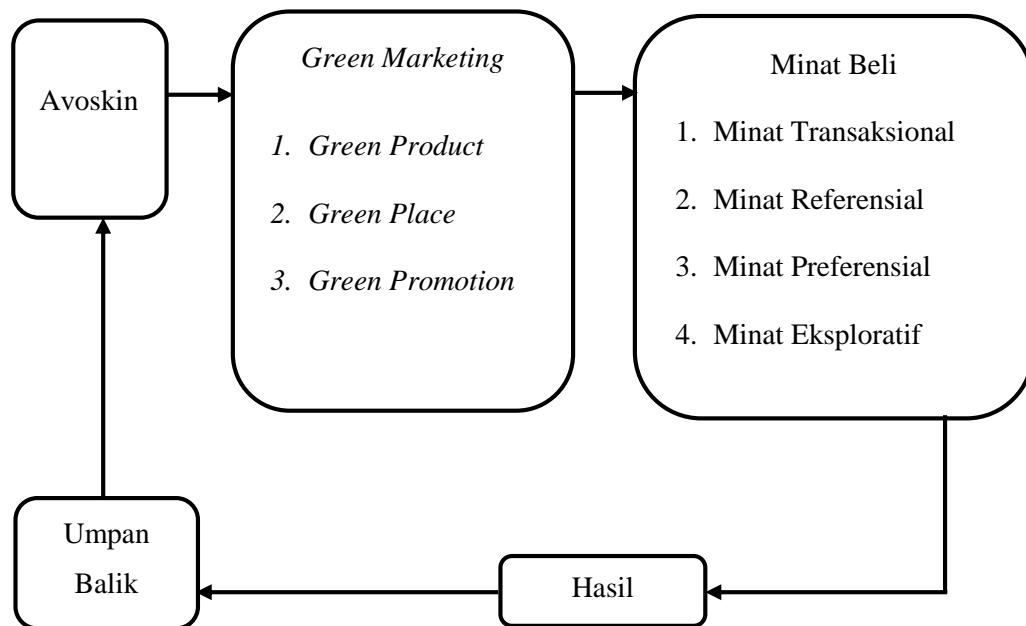 Avoskin
Green Marketing
1. Green Product
2. Green Place
3. Green Promotion
Minat Beli
1. Minat Transaksional
2. Minat Referensial
3. Minat Preferensial
4. Minat Eksploratif
Hasil
Umpan
Balik